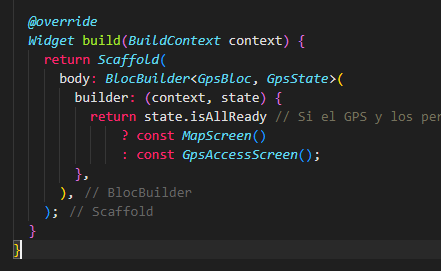 @override
Widget build(BuildContext context) {
return Scaffold(
body: BlocBuilder<GpsBloc, GpsState>(
builder: (context, state) {
return state.isAllReady // Si el GPS y los
? const MapScreen()
: const GpsAccessScreen();
},
), // BlocBuilder
); // Scaffold
}
}